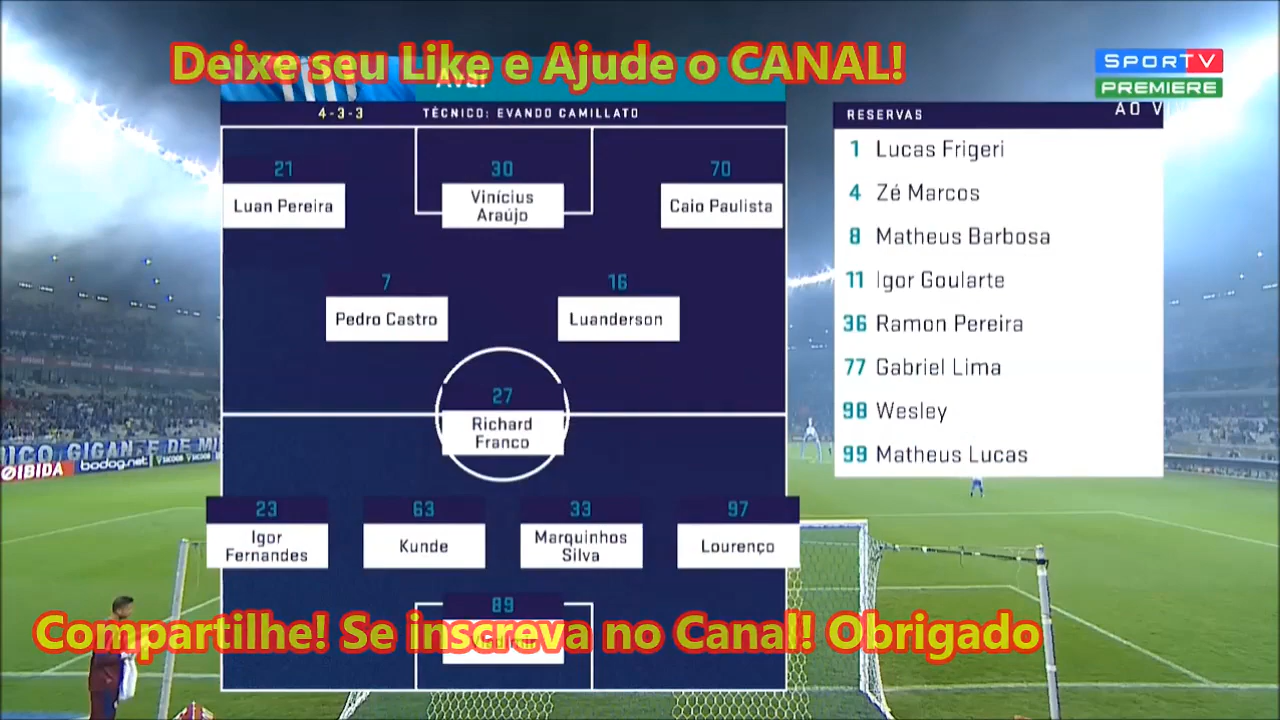 Deixe seu Like e Ajude o CANAL!
Avaí
SPORTV
PREMIERE
AO VIVO
4-3-3
TÉCNICO: EVANDO CAMILLATO
RESERVAS
21
Luan Pereira
30
Vinícius
Araújo
70
Caio Paulista
7
Pedro Castro
16
Luanderson
27
Richard
Franco
23
Igor
Fernandes
63
Kunde
33
Marquinhos
Silva
97
Lourenço
89
1 Lucas Frigeri
4 Zé Marcos
8 Matheus Barbosa
11 Igor Goularte
36 Ramon Pereira
77 Gabriel Lima
98 Wesley
99 Matheus Lucas
bodog.net
Compartilhe! Se inscreva no Canal! Obrigado